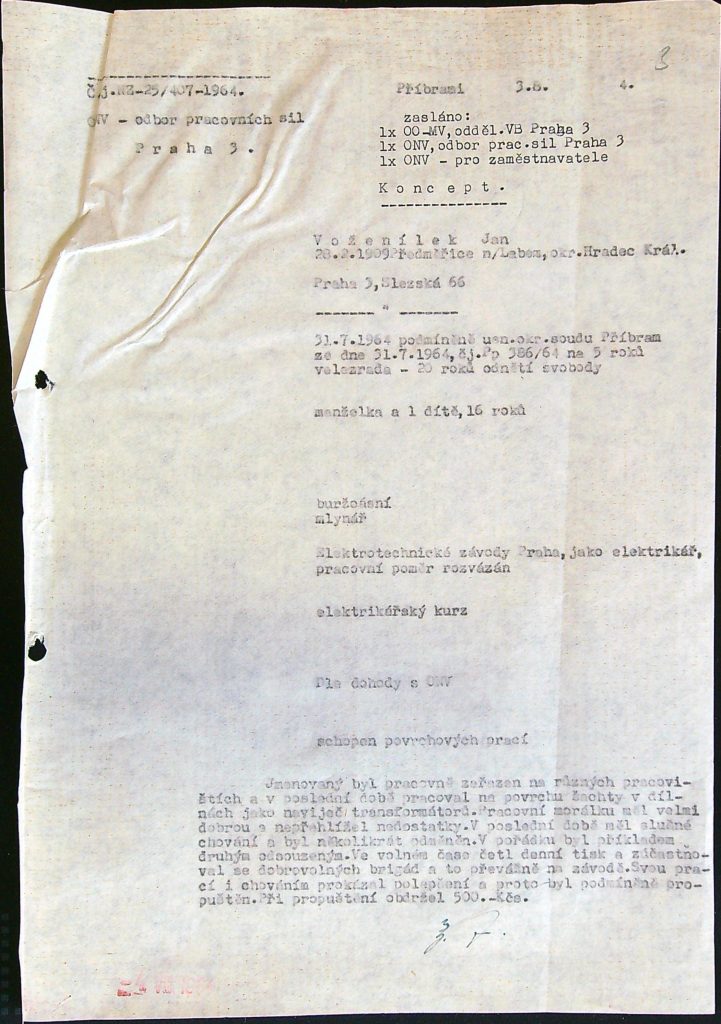 3
Č.j.NZ-25/407-1964.
Příbrami 3.8. 4.
ONV - odbor pracovních sil
Praha 3.
zasláno:
1x OO-MV,odděl.VB Praha 3
1x ONV,odbor prac.sil Praha 3
1x ONV - pro zaměstnavatele
Koncept.
Voženílek Jan
28.2.1909Předměřice n/Labem,okr.Hradec Král.
Praha 3,Slezská 66
31.7.1964 podmíněně usn.okr.soudu Příbram
ze dne 31.7.1964,č.j.Pp 386/64 na 5 roků
velezrada - 20 roků odnětí svobody
manželka a 1 dítě,16 roků
buržoásní
mlynář
Elektrotechnické závody Praha,jako elektrikář,
pracovní poměr rozvázán
elektrikářský kurz
Dle dohody s ONV
schopen povrchových prací
Jmenovaný byl pracovně zařazen na různých pracovi-
štích a v poslední době pracoval na povrchu šachty v díl-
nách jako naviječ transformátorů.Pracovní morálku měl velmi
dobrou a nepřehlížel nedostatky.V poslední době měl slušné
chování a byl několikrát odměněn.V pořádku byl příkladem
druhým odsouzeným.Ve volném čase četl denní tisk a zúčastňo-
val se dobrovolných brigád a to převážně na závodě.Svou pra-
cí i chováním prokázal polepšení a proto byl podmíněně pro-
puštěn.Při propuštění obdržel 500.-Kčs.